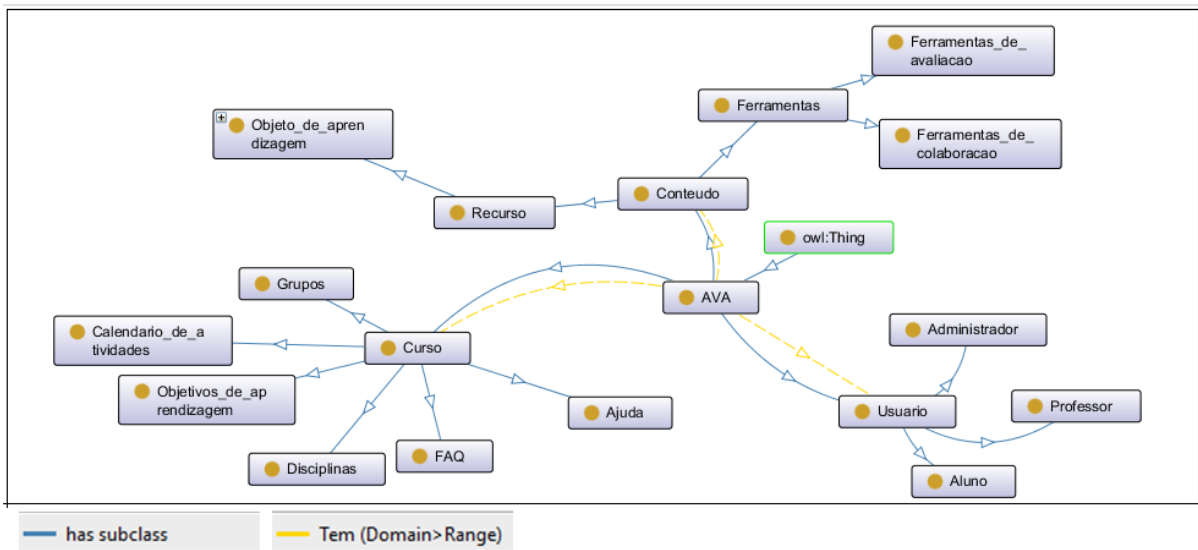 Ferramentas_de_
avaliacao
Ferramentas
Objeto_de_apren
dizagem
Ferramentas_de_
colaboracao
Conteudo
Recurso
owl:Thing
Grupos
AVA
Calendario_de_a
tividades
Administrador
Curso
Objetivos_de_ap
rendizagem
Professor
Ajuda
Usuario
FAQ
Disciplinas
Aluno
has subclass
Tem (Domain>Range)